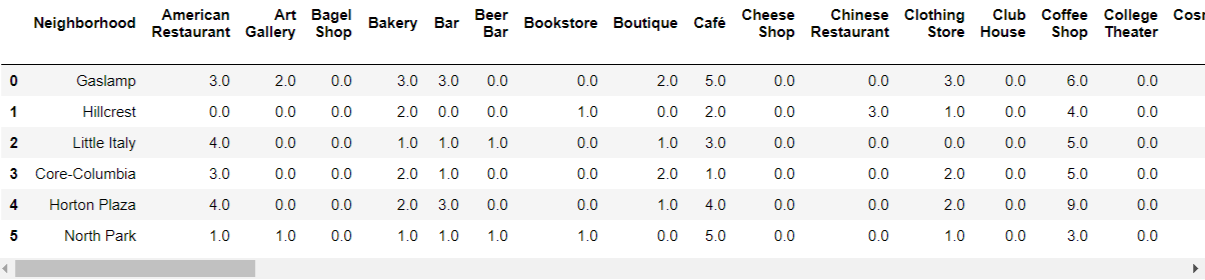 Neighborhood American Restaurant Art Gallery Bagel Shop Bakery Bar Beer Bar Bookstore Boutique Café Cheese Shop Chinese Restaurant Clothing Store Club House Coffee Shop College Theater
0 Gaslamp 3.0 2.0 0.0 3.0 3.0 0.0 0.0 2.0 5.0 0.0 0.0 3.0 0.0 6.0 0.0
1 Hillcrest 0.0 0.0 0.0 2.0 0.0 0.0 1.0 0.0 2.0 0.0 3.0 1.0 0.0 4.0 0.0
2 Little Italy 4.0 0.0 0.0 1.0 1.0 1.0 0.0 1.0 3.0 0.0 0.0 0.0 0.0 5.0 0.0
3 Core-Columbia 3.0 0.0 0.0 2.0 1.0 0.0 0.0 2.0 1.0 0.0 0.0 2.0 0.0 5.0 0.0
4 Horton Plaza 4.0 0.0 0.0 2.0 3.0 0.0 0.0 1.0 4.0 0.0 0.0 2.0 0.0 9.0 0.0
5 North Park 1.0 1.0 0.0 1.0 1.0 1.0 1.0 0.0 5.0 0.0 0.0 1.0 0.0 3.0 0.0